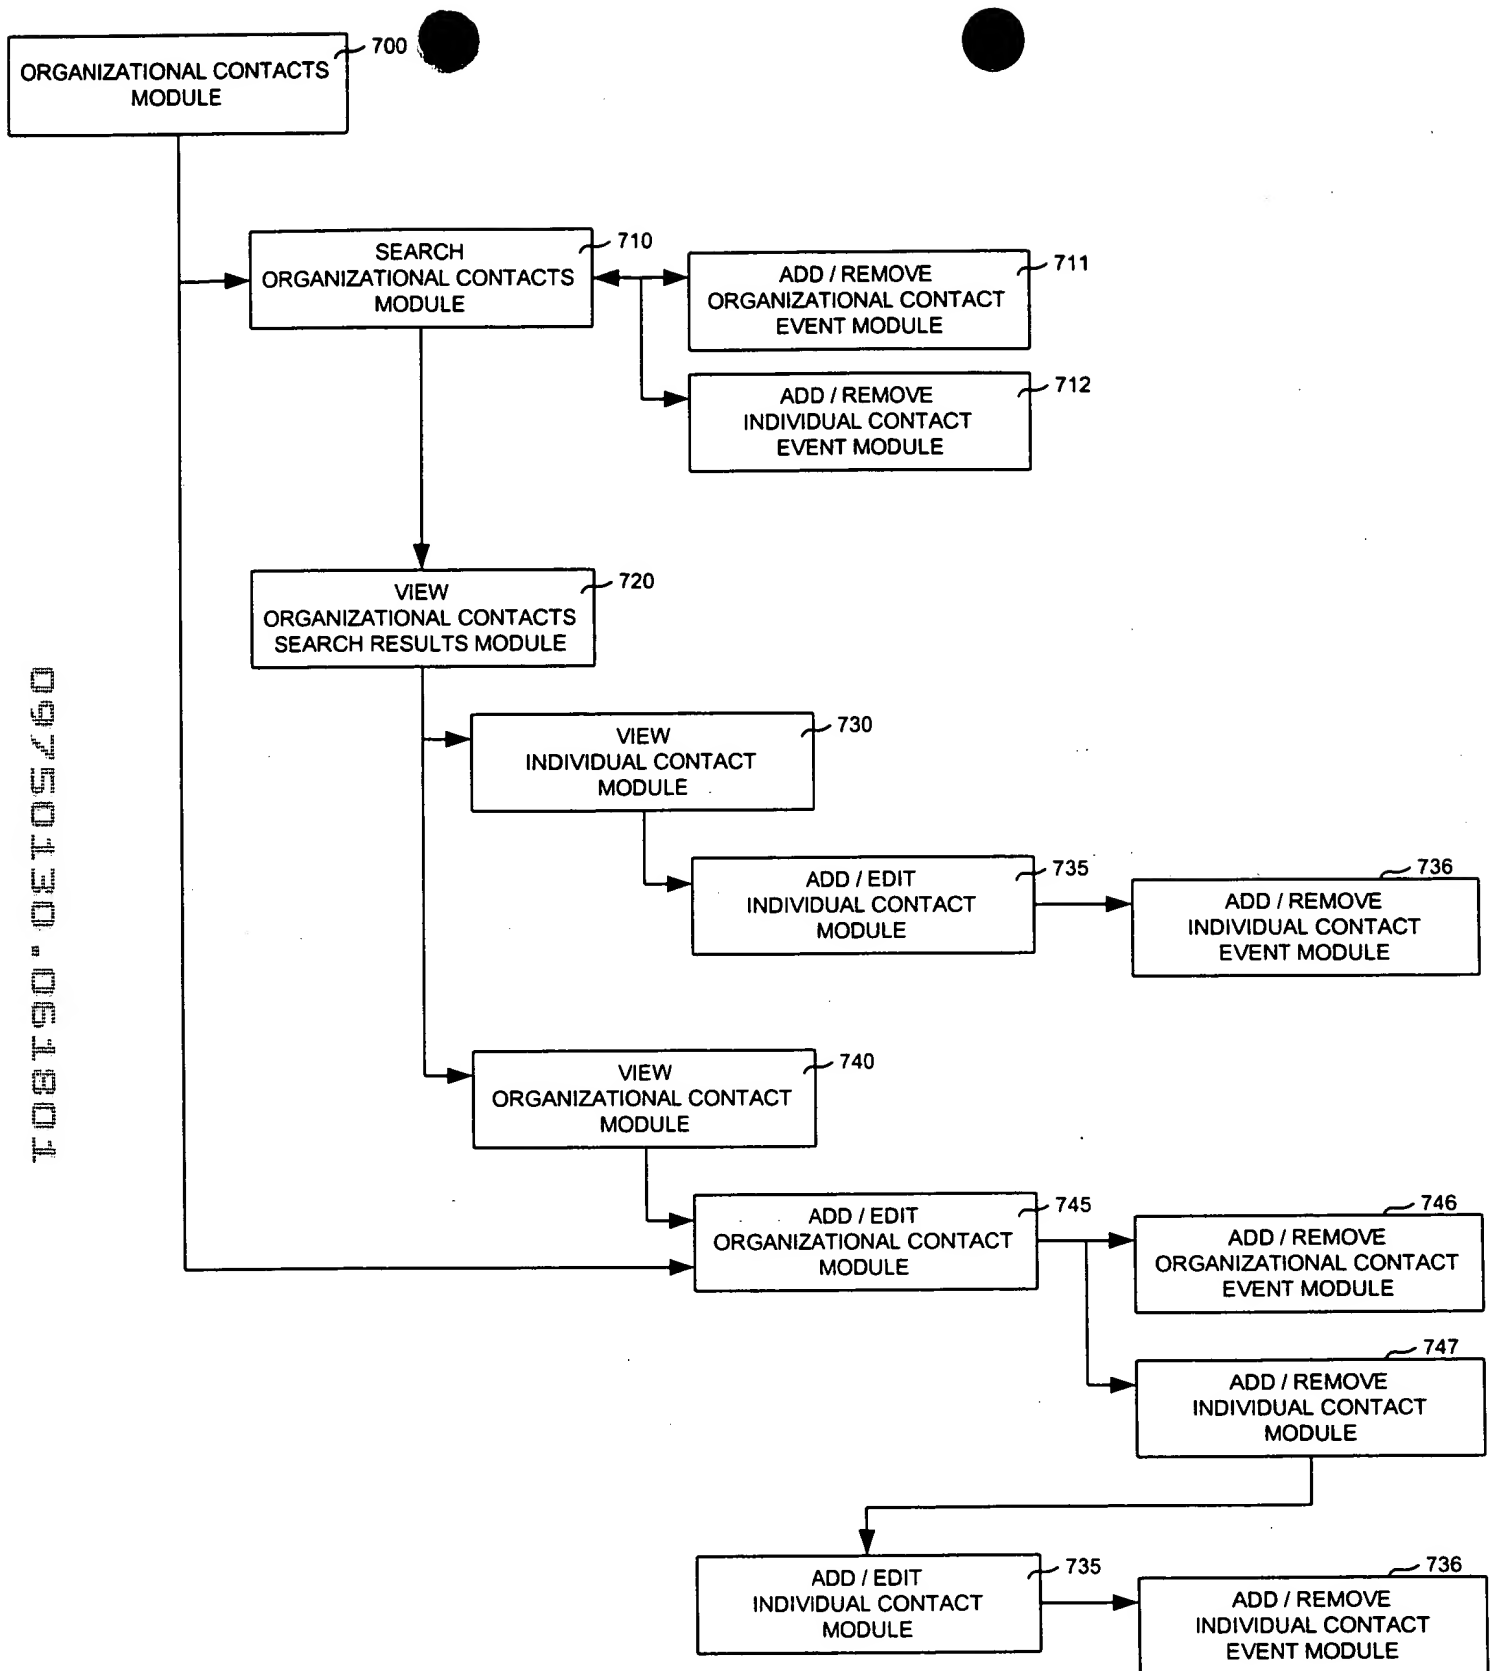 700
ORGANIZATIONAL CONTACTS
MODULE
SEARCH
ORGANIZATIONAL CONTACTS
MODULE
710
ADD / REMOVE
ORGANIZATIONAL CONTACT
EVENT MODULE
711
ADD / REMOVE
INDIVIDUAL CONTACT
EVENT MODULE
712
VIEW
ORGANIZATIONAL CONTACTS
SEARCH RESULTS MODULE
720
VIEW
INDIVIDUAL CONTACT
MODULE
730
ADD / EDIT
INDIVIDUAL CONTACT
MODULE
735
736
ADD / REMOVE
INDIVIDUAL CONTACT
EVENT MODULE
VIEW
ORGANIZATIONAL CONTACT
MODULE
740
ADD / EDIT
ORGANIZATIONAL CONTACT
MODULE
745
746
ADD / REMOVE
ORGANIZATIONAL CONTACT
EVENT MODULE
747
ADD / REMOVE
INDIVIDUAL CONTACT
MODULE
ADD / EDIT
INDIVIDUAL CONTACT
MODULE
735
736
ADD / REMOVE
INDIVIDUAL CONTACT
EVENT MODULE
09750130.061801